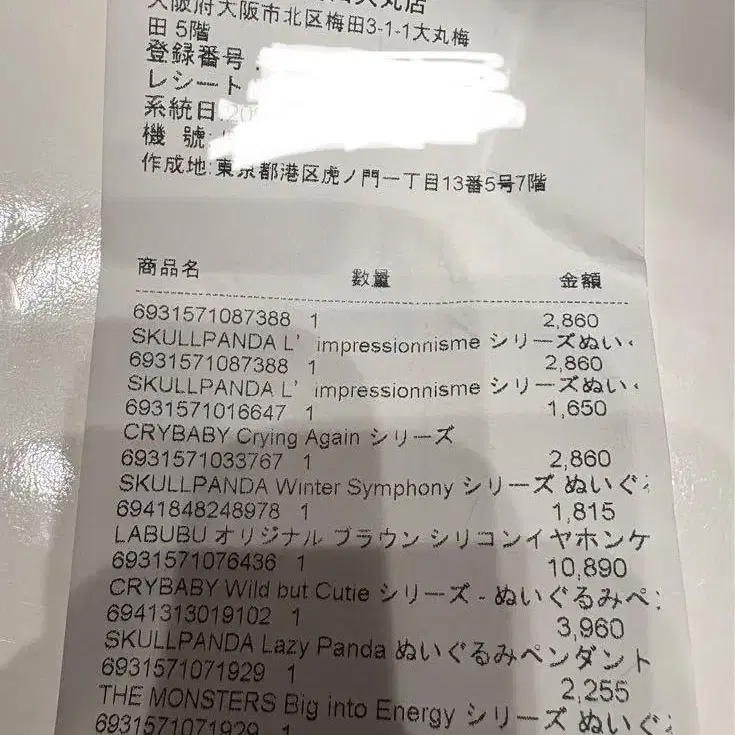 大丸店
大阪府大阪市北区梅田3-1-1大丸梅
田 5階
登録番号
レシート
系統日:20
機 號:
作成地:東京都港区虎ノ門一丁目13番5号7階
商品名 数量 金額
6931571087388 1 2,860
SKULLPANDA L’ impressionnisme シリーズぬい
6931571087388 1 2,860
SKULLPANDA L’ impressionnisme シリーズぬい
6931571016647 1 1,650
CRYBABY Crying Again シリーズ
6931571033767 1 2,860
SKULLPANDA Winter Symphony シリーズ ぬいぐ
6941848248978 1 1,815
LABUBU オリジナル ブラウン シリコンイヤホンケ
6931571076436 1 10,890
CRYBABY Wild but Cutie シリーズ - ぬいぐるみペ
6941313019102 1 3,960
SKULLPANDA Lazy Panda ぬいぐるみペンダント
6931571071929 1 2,255
THE MONSTERS Big into Energy シリーズ ぬいぐ
6931571071929 1